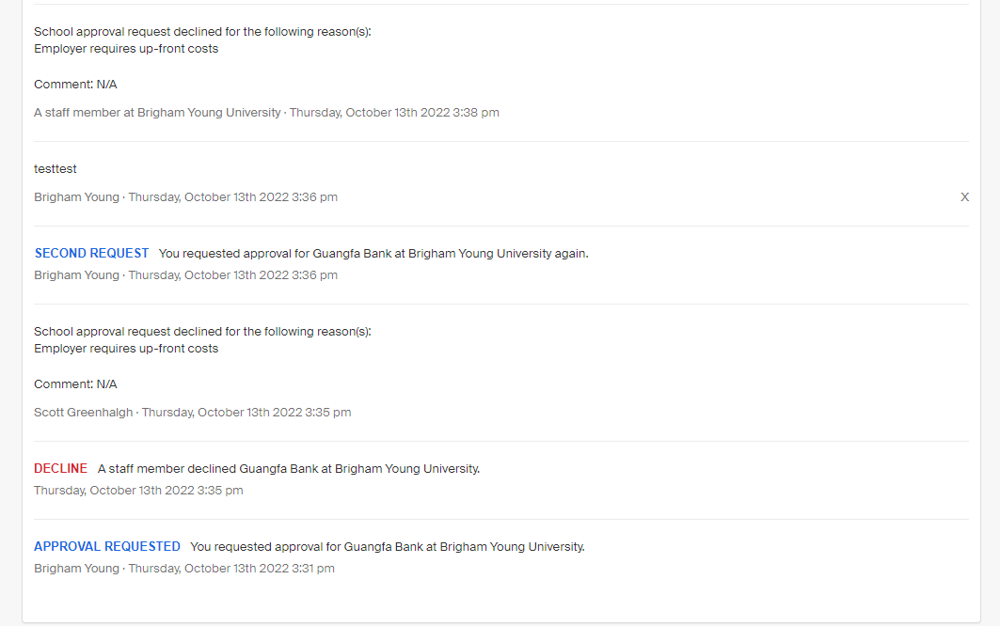 School approval request declined for the following reason(s):
Employer requires up-front costs
Comment: N/A
A staff member at Brigham Young University · Thursday, October 13th 2022 3:38 pm
testtest
Brigham Young · Thursday, October 13th 2022 3:36 pm X
SECOND REQUEST You requested approval for Guangfa Bank at Brigham Young University again.
Brigham Young · Thursday, October 13th 2022 3:36 pm
School approval request declined for the following reason(s):
Employer requires up-front costs
Comment: N/A
Scott Greenhalgh · Thursday, October 13th 2022 3:35 pm
DECLINE A staff member declined Guangfa Bank at Brigham Young University.
Thursday, October 13th 2022 3:35 pm
APPROVAL REQUESTED You requested approval for Guangfa Bank at Brigham Young University.
Brigham Young · Thursday, October 13th 2022 3:31 pm